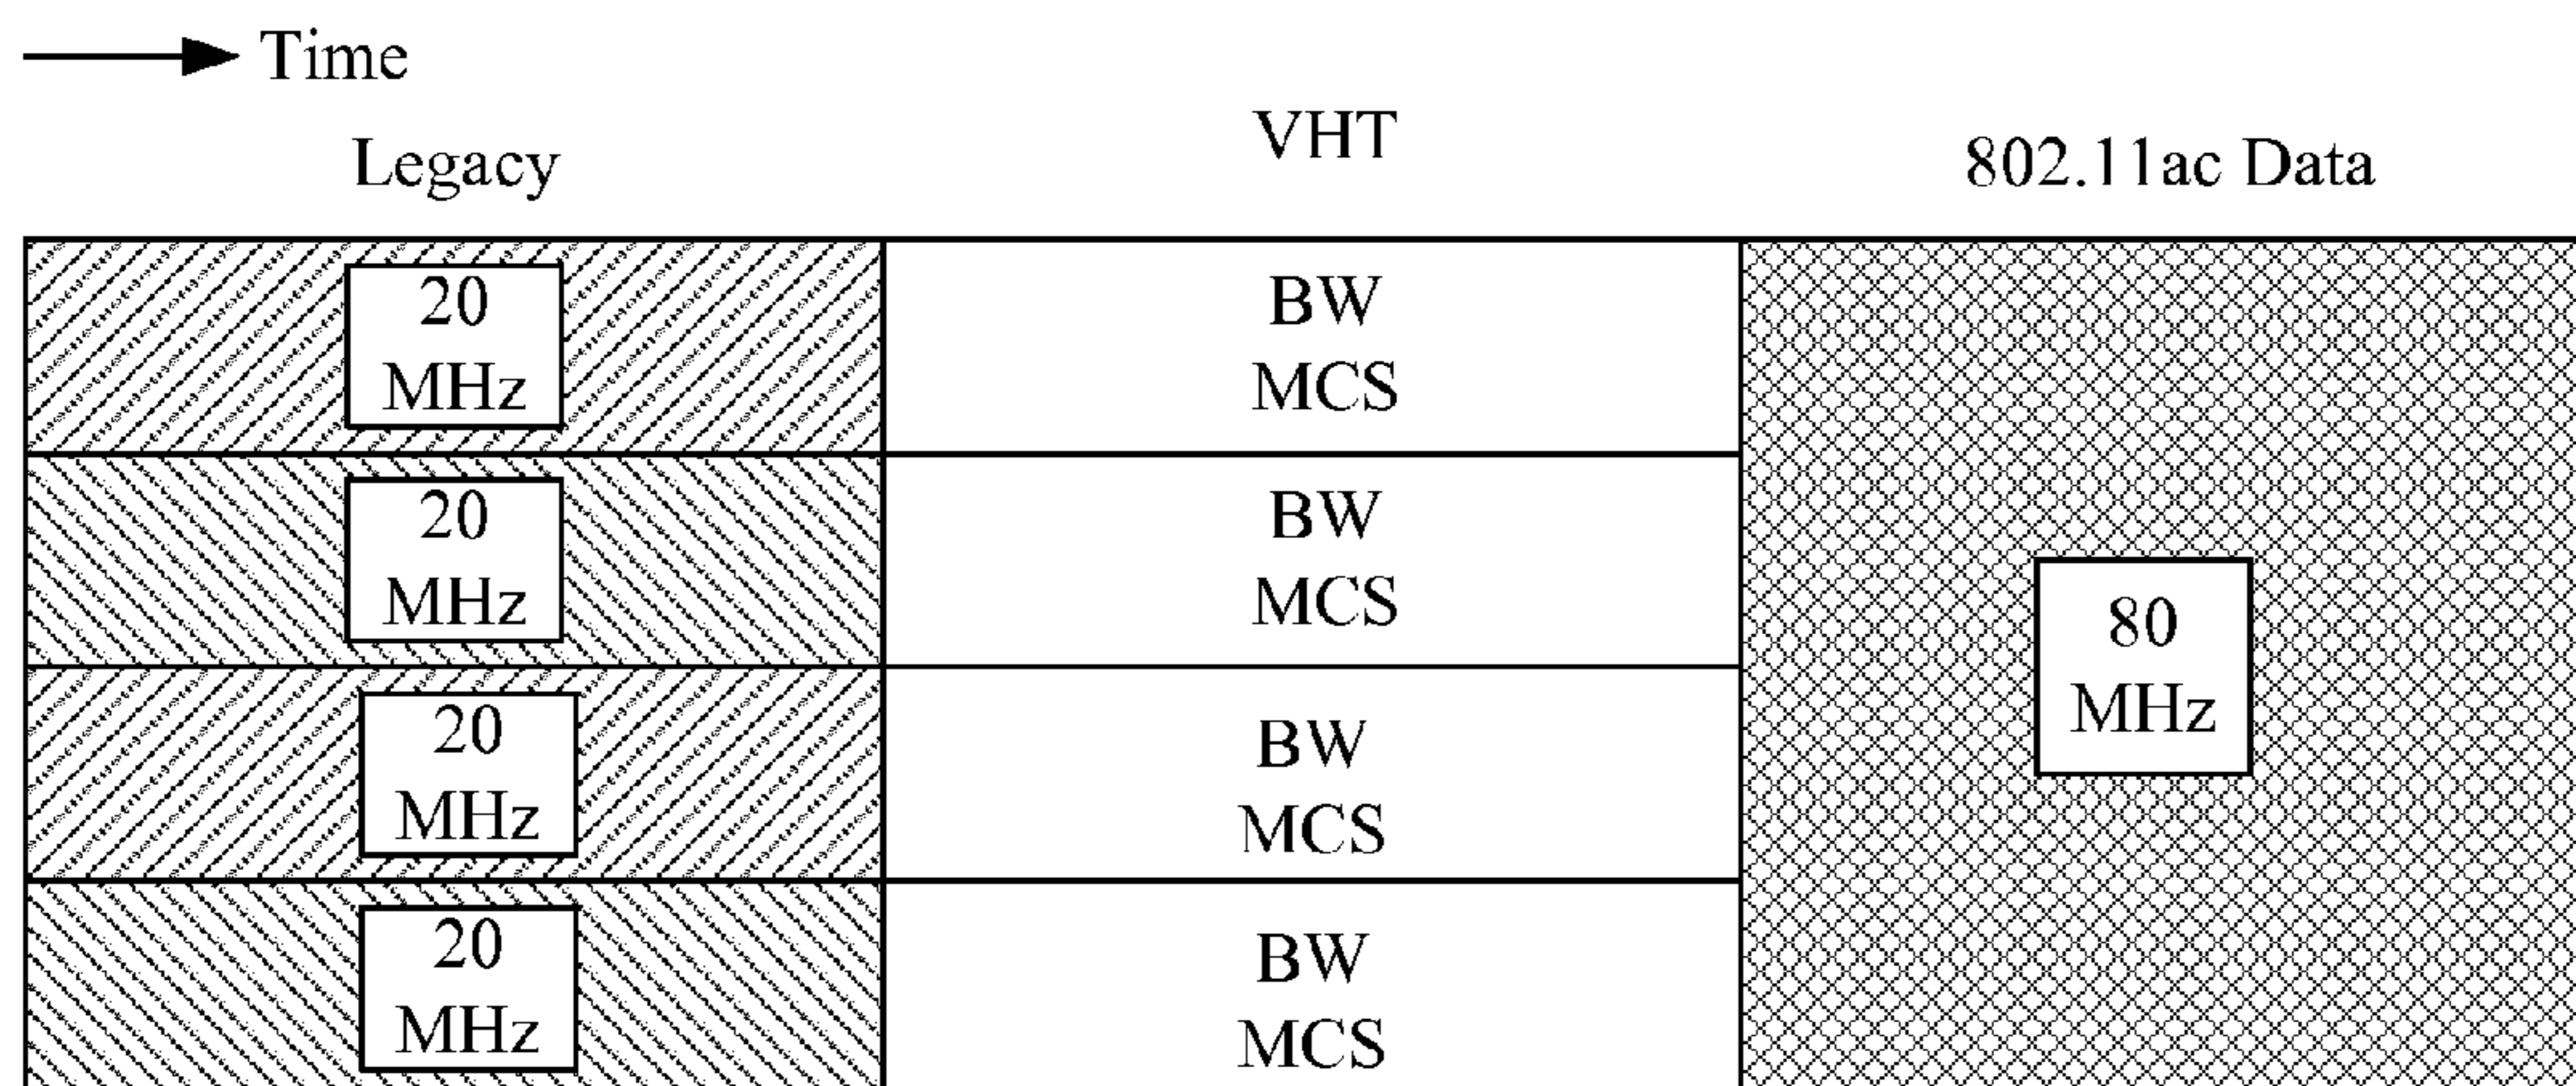 Time
Legacy
VHT
802.11ac Data
20
MHz
BW
MCS
20
MHz
BW
MCS
80
MHz
20
MHz
BW
MCS
20
MHz
BW
MCS